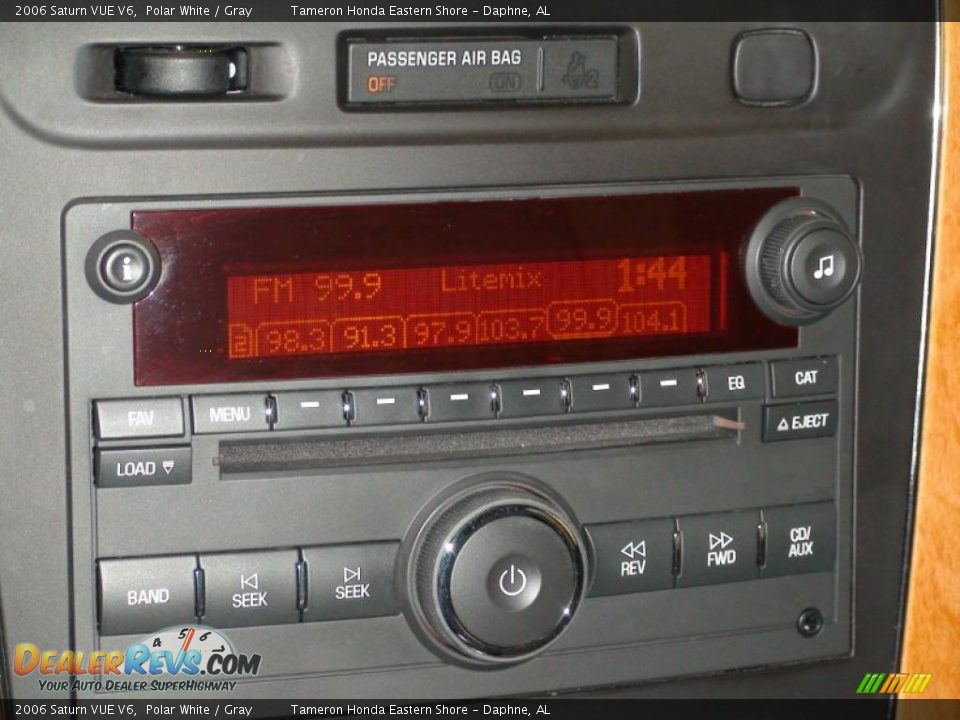 2006 Saturn VUE V6,  Polar White / Gray     Tameron Honda Eastern Shore - Daphne, AL
PASSENGER AIR BAG
OFF ON
i
FM 99.9 Litemix 1:44
2 98.3 91.3 97.9 103.7 99.9 104.1
FAV MENU EQ CAT
LOAD EJECT
BAND SEEK SEEK REV FWD CD/
AUX
4 5 6
DEALERREVS.COM
YOUR AUTO DEALER SUPERHIGHWAY
2006 Saturn VUE V6,  Polar White / Gray     Tameron Honda Eastern Shore - Daphne, AL